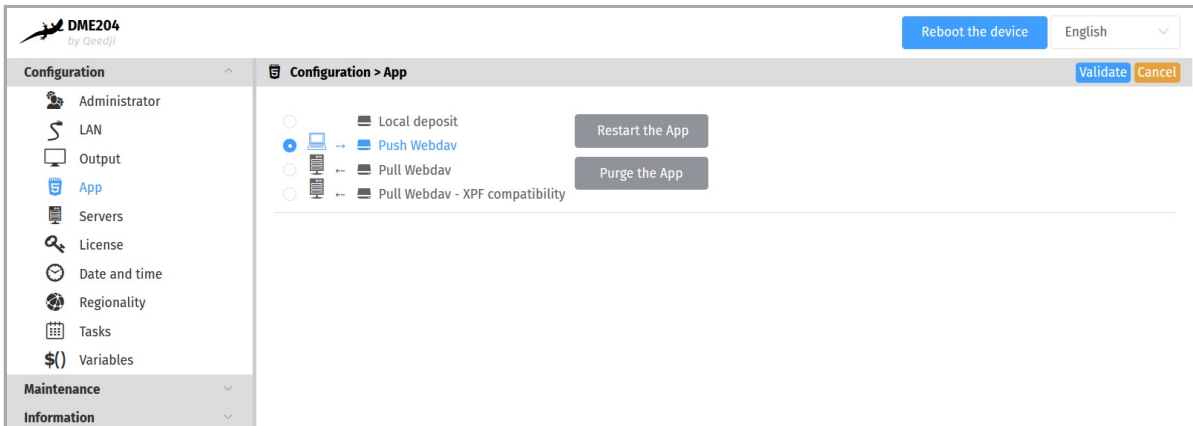 DME204
by Qeedji
Reboot the device
English
Configuration
Configuration > App
Validate
Cancel
Administrator
LAN
Output
App
Servers
License
Date and time
Regionality
Tasks
$() Variables
Maintenance
Information
Local deposit
Push Webdav
Pull Webdav
Pull Webdav - XPF compatibility
Restart the App
Purge the App